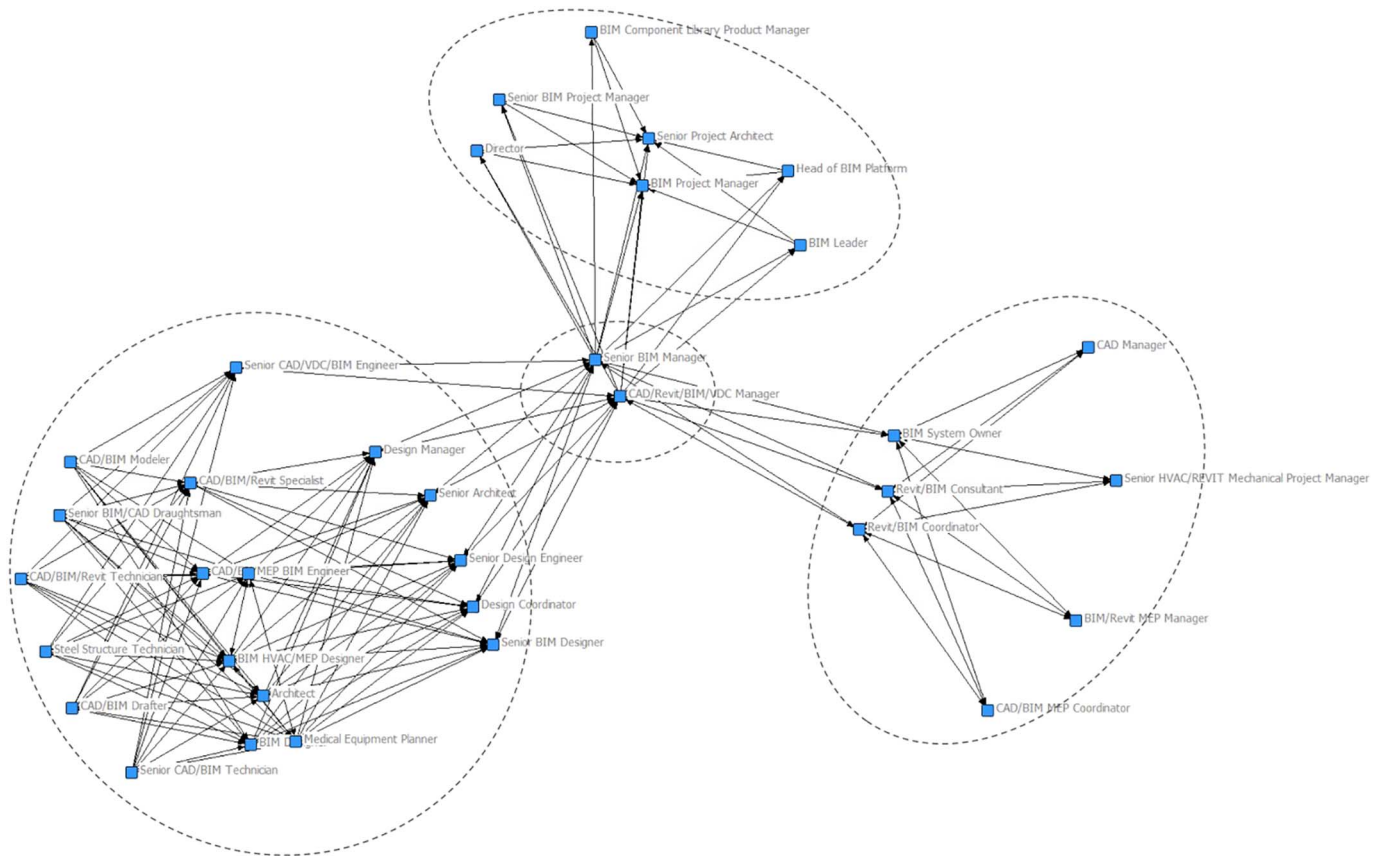 BIM Component Library Product Manager
Senior BIM Project Manager
Senior Project Architect
Director
Head of BIM Platform
BIM Project Manager
BIM Leader
Senior BIM Manager
CAD/Revit/BIM/VDC Manager
Senior CAD/VDC/BIM Engineer
CAD Manager
BIM System Owner
Design Manager
CAD/BIM Modeler
CAD/BIM/Revit Specialist
Senior HVAC/REVIT Mechanical Project Manager
Revit/BIM Consultant
Senior Architect
Senior BIM/CAD Draughtsman
Revit/BIM Coordinator
Senior Design Engineer
CAD/BIM/Revit Technician
MEP BIM Engineer
Design Coordinator
BIM/Revit MEP Manager
Senior BIM Designer
Steel Structure Technician
BIM HVAC/MEP Designer
Architect
CAD/BIM Drafter
CAD/BIM MEP Coordinator
BIM
Medical Equipment Planner
Senior CAD/BIM Technician